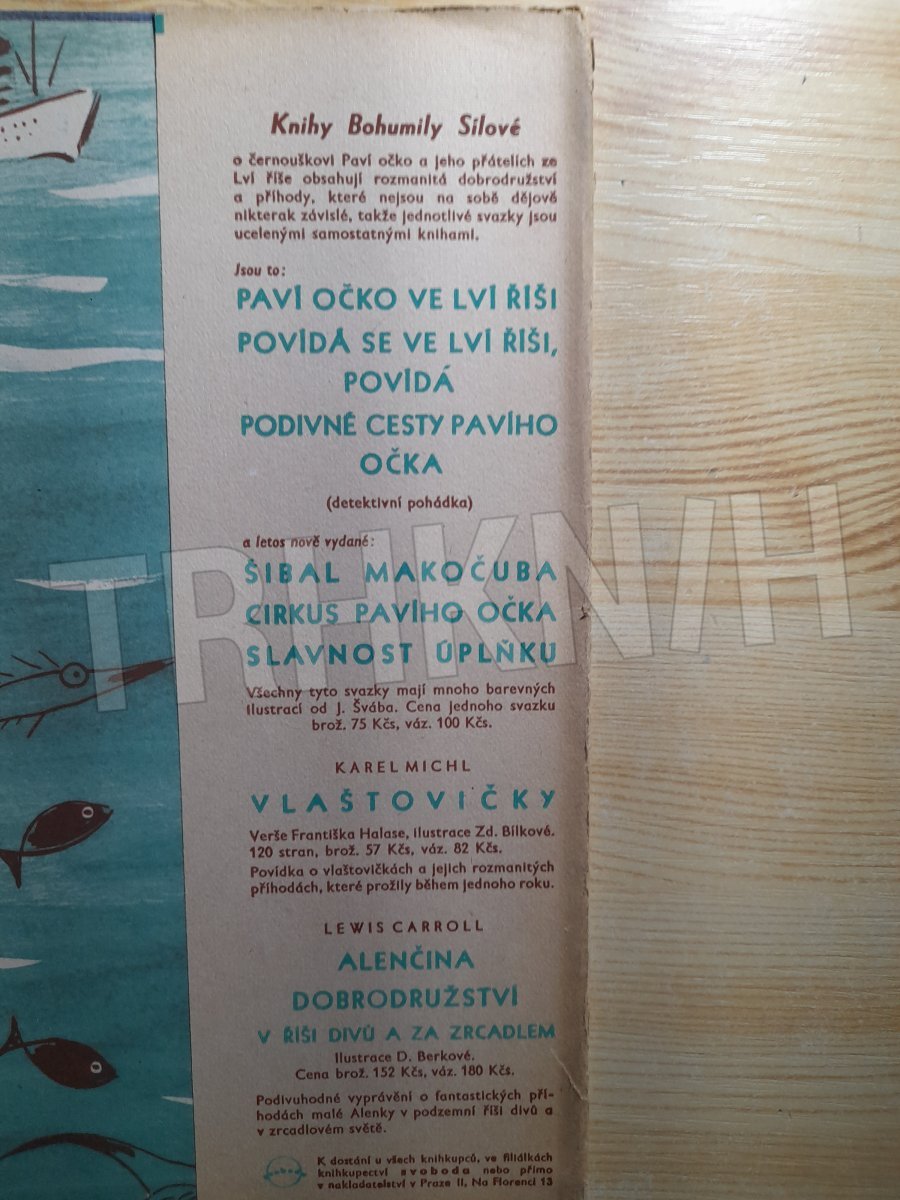 Knihy Bohumily Sílové
o černouškovi Paví očko a jeho přátelích ze
Lví říše obsahují rozmanitá dobrodružství
a příhody, které nejsou na sobě dějově
nikterak závislé, takže jednotlivé svazky jsou
ucelenými samostatnými knihami.
Jsou to:
PAVÍ OČKO VE LVÍ ŘÍŠI
POVÍDÁ SE VE LVÍ ŘÍŠI,
POVÍDÁ
PODIVNÉ CESTY PAVÍHO
OČKA
(detektivní pohádka)
a letos nově vydané:
ŠIBAL MAKOČUBA
CIRKUS PAVÍHO OČKA
SLAVNOST ÚPLŇKU
TRHKNIH
Všechny tyto svazky mají mnoho barevných
ilustrací od J. Švába. Cena jednoho svazku
brož. 75 Kčs, váz. 100 Kčs.
KAREL MICHL
VLAŠTOVIČKY
Verše Františka Halase, ilustrace Zd. Bílkové.
120 stran, brož. 57 Kčs, váz. 82 Kčs.
Povídka o vlaštovičkách a jejich rozmanitých
příhodách, které prožily během jednoho roku.
LEWIS CARROLL
ALENČINA
DOBRODRUŽSTVÍ
V ŘÍŠI DIVŮ A ZA ZRCADLEM
Ilustrace D. Berkové.
Cena brož. 152 Kčs, váz. 180 Kčs.
Podivuhodné vyprávění o fantastických pří-
hodách malé Alenky v podzemní říši divů a
v zrcadlovém světě.
svoboda
K dostání u všech knihkupců, ve filiálkách
knihkupectví svoboda nebo přímo
v nakladatelství v Praze II, Na Florenci 13